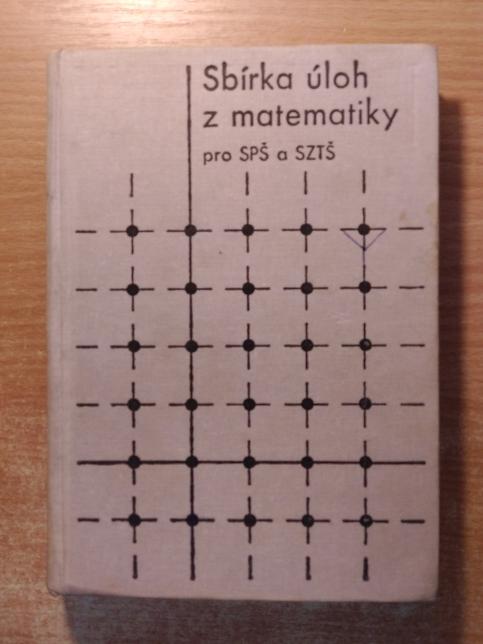 Sbírka úloh
z matematiky
pro SPŠ a SZTŠ